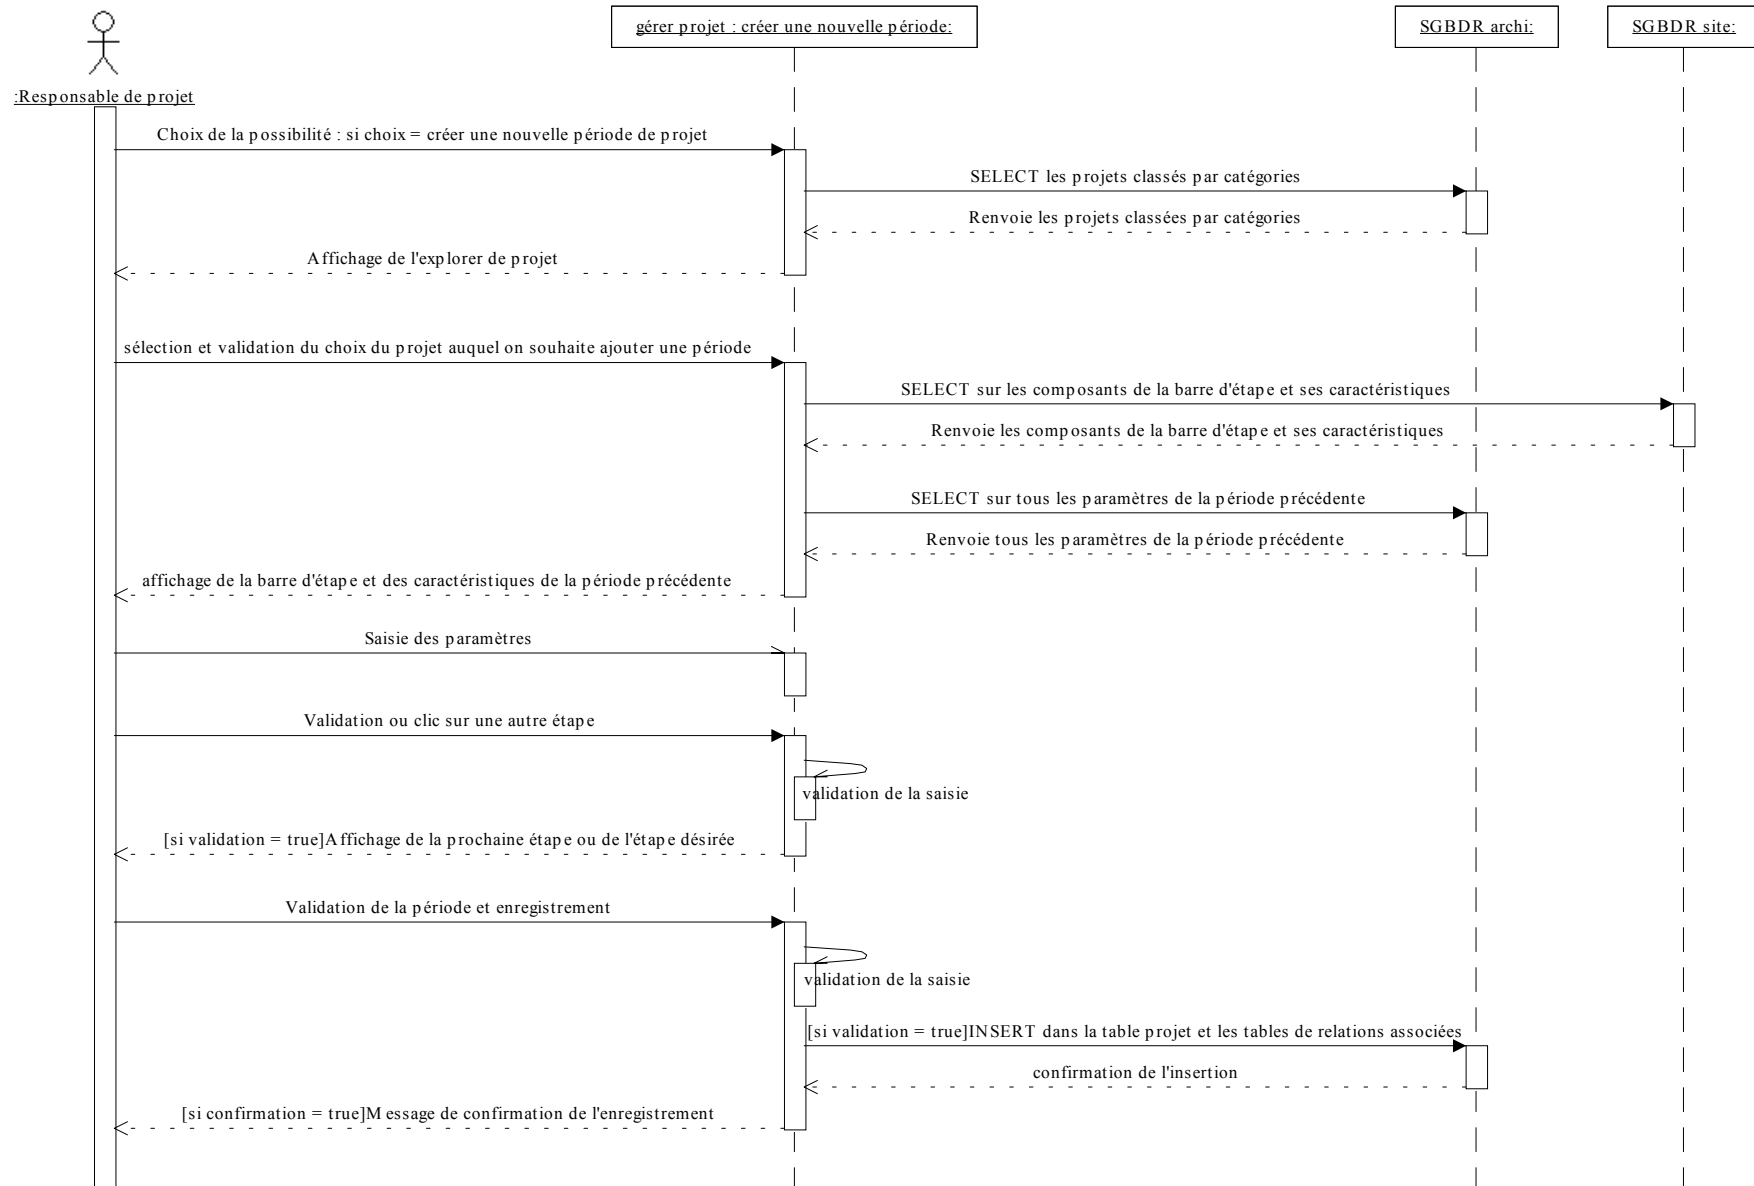 gérer projet : créer une nouvelle période:
SGBDR archi:
SGBDR site:
:Responsable de projet
Choix de la possibilité : si choix = créer une nouvelle période de projet
SELECT les projets classés par catégories
Renvoie les projets classées par catégories
Affichage de l'explorer de projet
sélection et validation du choix du projet auquel on souhaite ajouter une période
SELECT sur les composants de la barre d'étape et ses caractéristiques
Renvoie les composants de la barre d'étape et ses caractéristiques
SELECT sur tous les paramètres de la période précédente
Renvoie tous les paramètres de la période précédente
affichage de la barre d'étape et des caractéristiques de la période précédente
Saisie des paramètres
Validation ou clic sur une autre étape
validation de la saisie
[si validation = true]Affichage de la prochaine étape ou de l'étape désirée
Validation de la période et enregistrement
validation de la saisie
[si validation = true]INSERT dans la table projet et les tables de relations associées
confirmation de l'insertion
[si confirmation = true]Message de confirmation de l'enregistrement